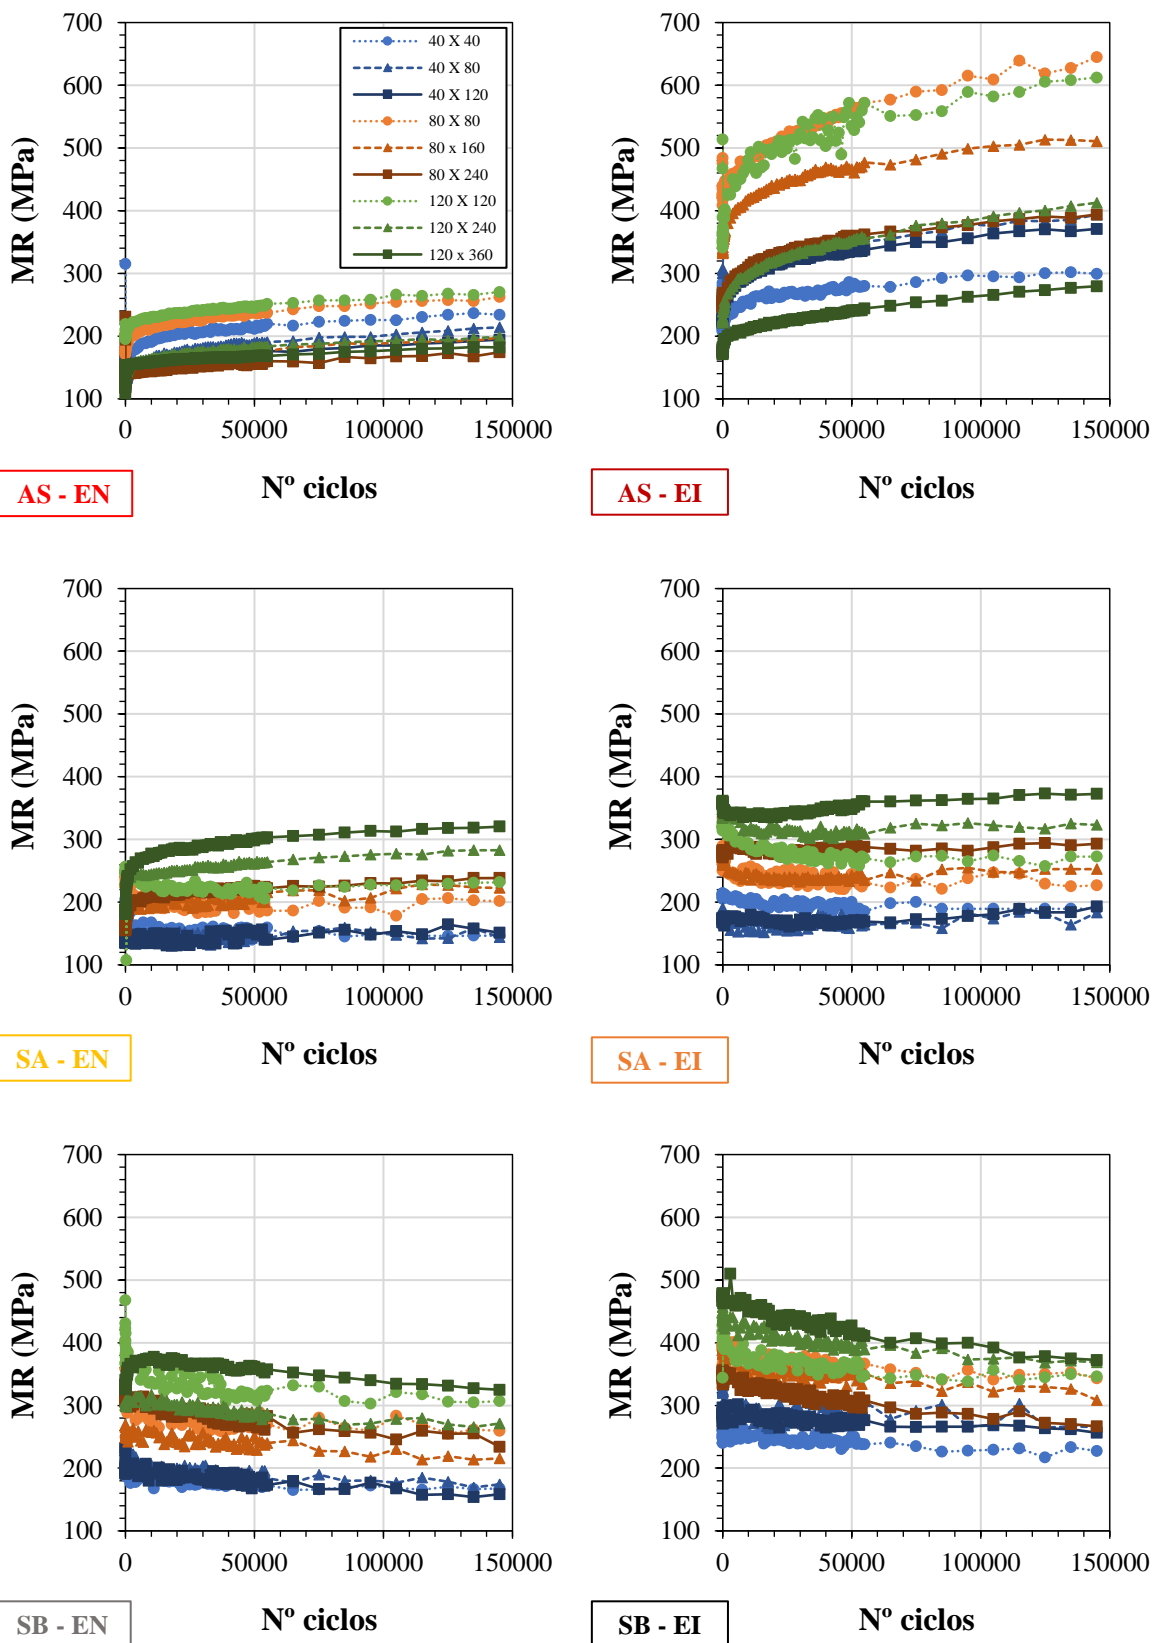 700
600
500
400
300
200
100
MR (MPa)
40 X 40
40 X 80
40 X 120
80 X 80
80 x 160
80 X 240
120 X 120
120 X 240
120 x 360
0 50000 100000 150000
Nº ciclos
AS - EN
700
600
500
400
300
200
100
MR (MPa)
0 50000 100000 150000
Nº ciclos
AS - EI
700
600
500
400
300
200
100
MR (MPa)
0 50000 100000 150000
Nº ciclos
SA - EN
700
600
500
400
300
200
100
MR (MPa)
0 50000 100000 150000
Nº ciclos
SA - EI
700
600
500
400
300
200
100
MR (MPa)
0 50000 100000 150000
Nº ciclos
SB - EN
700
600
500
400
300
200
100
MR (MPa)
0 50000 100000 150000
Nº ciclos
SB - EI